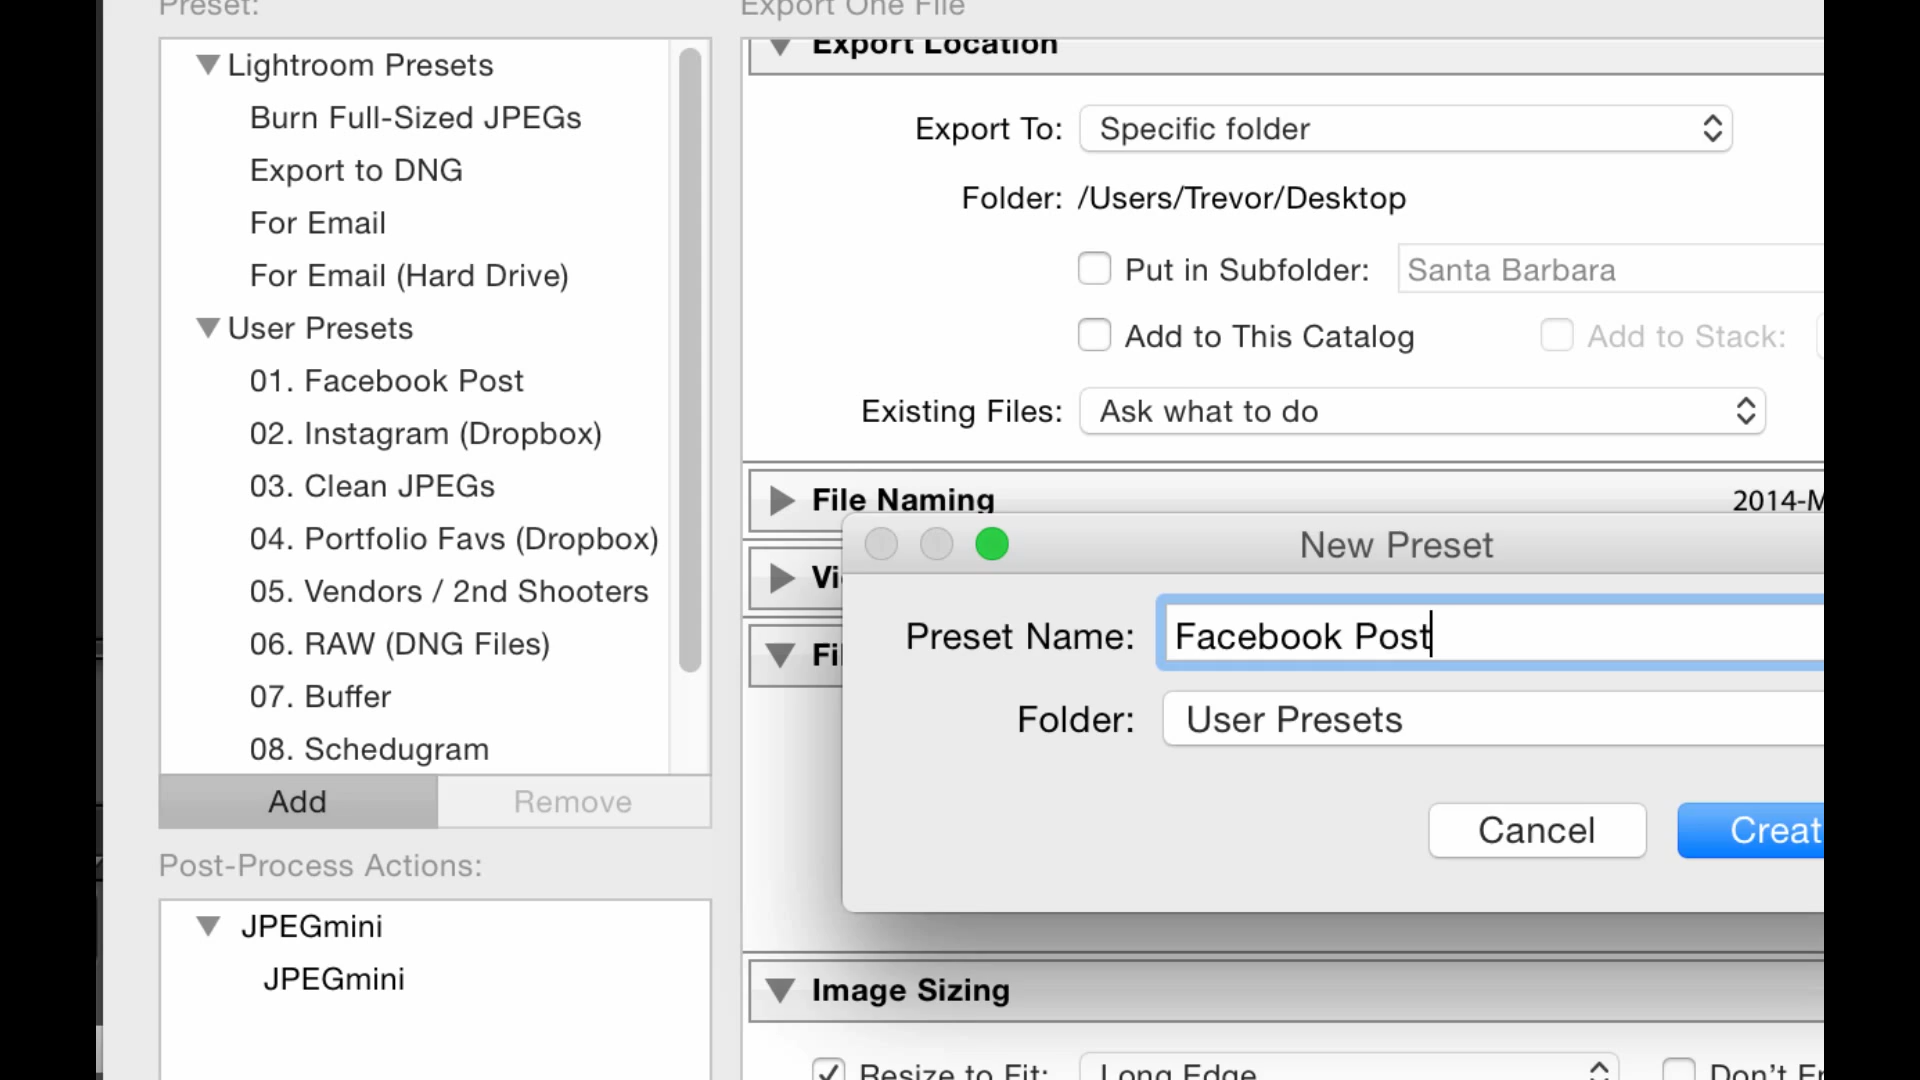 Preset:
Lightroom Presets
Burn Full-Sized JPEGs
Export to DNG
For Email
For Email (Hard Drive)
User Presets
01. Facebook Post
02. Instagram (Dropbox)
03. Clean JPEGs
04. Portfolio Favs (Dropbox)
05. Vendors / 2nd Shooters
06. RAW (DNG Files)
07. Buffer
08. Schedugram
Add Remove
Post-Process Actions:
JPEGmini
JPEGmini
Export One File
Export Location
Export To: Specific folder
Folder: /Users/Trevor/Desktop
Put in Subfolder: Santa Barbara
Add to This Catalog Add to Stack:
Existing Files: Ask what to do
File Naming 2014-M
Vi
Fil
New Preset
Preset Name: Facebook Post
Folder: User Presets
Cancel Creat
Image Sizing
Resize to Fit: Long Edge Don't E